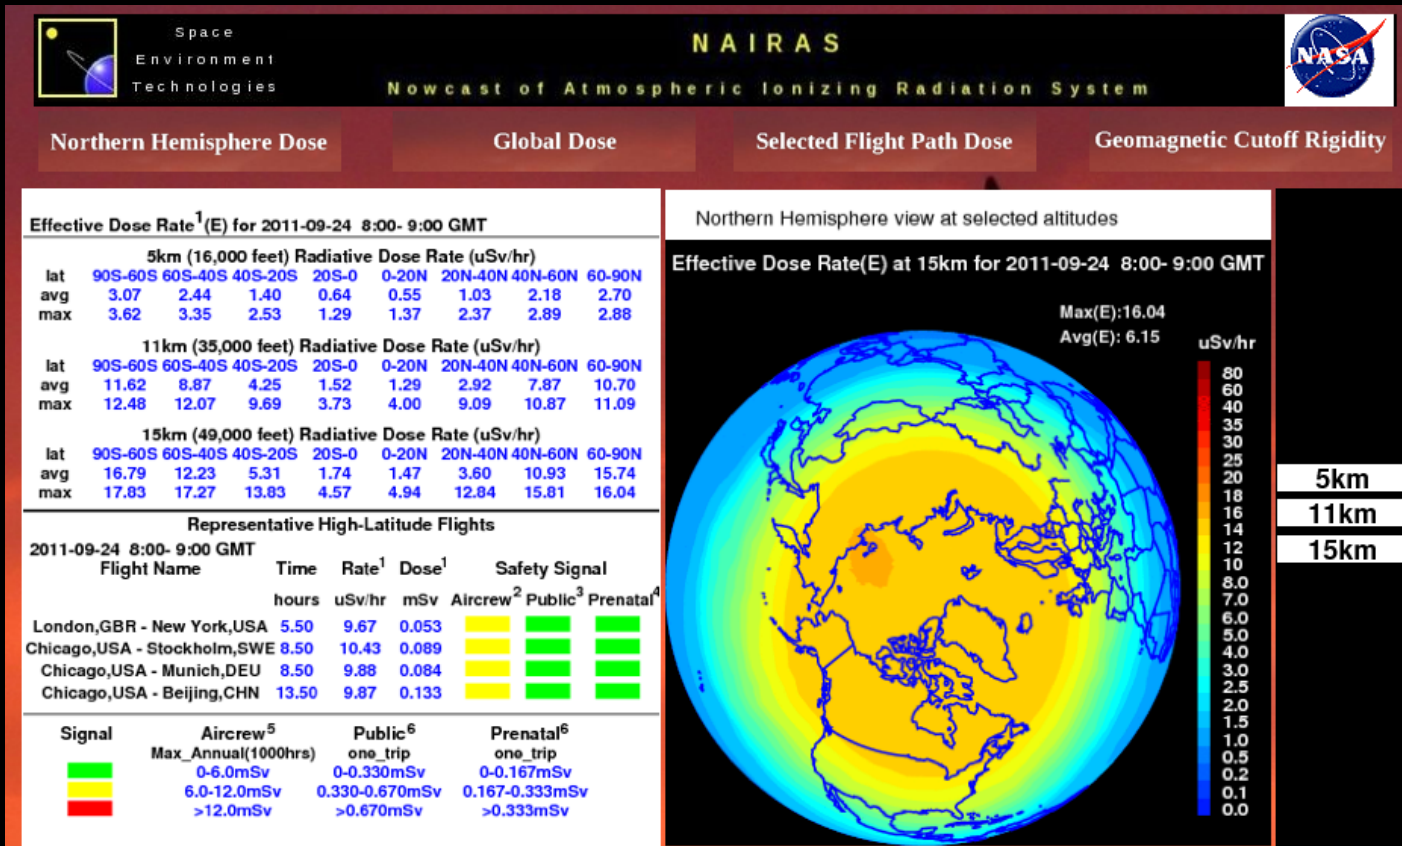 Space
Environment
Technologies
NAIRAS
Nowcast of Atmospheric Ionizing Radiation System
NASA
Northern Hemisphere Dose
Global Dose
Selected Flight Path Dose
Geomagnetic Cutoff Rigidity
Effective Dose Rate1(E) for 2011-09-24 8:00- 9:00 GMT
5km (16,000 feet) Radiative Dose Rate (uSv/hr)
lat 90S-60S 60S-40S 40S-20S 20S-0 0-20N 20N-40N 40N-60N 60-90N
avg 3.07 2.44 1.40 0.64 0.55 1.03 2.18 2.70
max 3.62 3.35 2.53 1.29 1.37 2.37 2.89 2.88
11km (35,000 feet) Radiative Dose Rate (uSv/hr)
lat 90S-60S 60S-40S 40S-20S 20S-0 0-20N 20N-40N 40N-60N 60-90N
avg 11.62 8.87 4.25 1.52 1.29 2.92 7.87 10.70
max 12.48 12.07 9.69 3.73 4.00 9.09 10.87 11.09
15km (49,000 feet) Radiative Dose Rate (uSv/hr)
lat 90S-60S 60S-40S 40S-20S 20S-0 0-20N 20N-40N 40N-60N 60-90N
avg 16.79 12.23 5.31 1.74 1.47 3.60 10.93 15.74
max 17.83 17.27 13.83 4.57 4.94 12.84 15.81 16.04
Representative High-Latitude Flights
2011-09-24 8:00- 9:00 GMT
Flight Name Time Rate1 Dose1 Safety Signal
hours uSv/hr mSv Aircrew2 Public3 Prenatal4
London,GBR - New York,USA 5.50 9.67 0.053
Chicago,USA - Stockholm,SWE 8.50 10.43 0.089
Chicago,USA - Munich,DEU 8.50 9.88 0.084
Chicago,USA - Beijing,CHN 13.50 9.87 0.133
Signal Aircrew5 Public6 Prenatal6
Max_Annual(1000hrs) one_trip one_trip
0-6.0mSv 0-0.330mSv 0-0.167mSv
6.0-12.0mSv 0.330-0.670mSv 0.167-0.333mSv
>12.0mSv >0.670mSv >0.333mSv
Northern Hemisphere view at selected altitudes
Effective Dose Rate(E) at 15km for 2011-09-24 8:00- 9:00 GMT
Max(E):16.04
Avg(E): 6.15
uSv/hr
80
60
40
35
30
25
20
18
16
14
12
10
8.0
7.0
6.0
5.0
4.0
3.0
2.5
2.0
1.5
1.0
0.5
0.2
0.1
0.0
5km
11km
15km